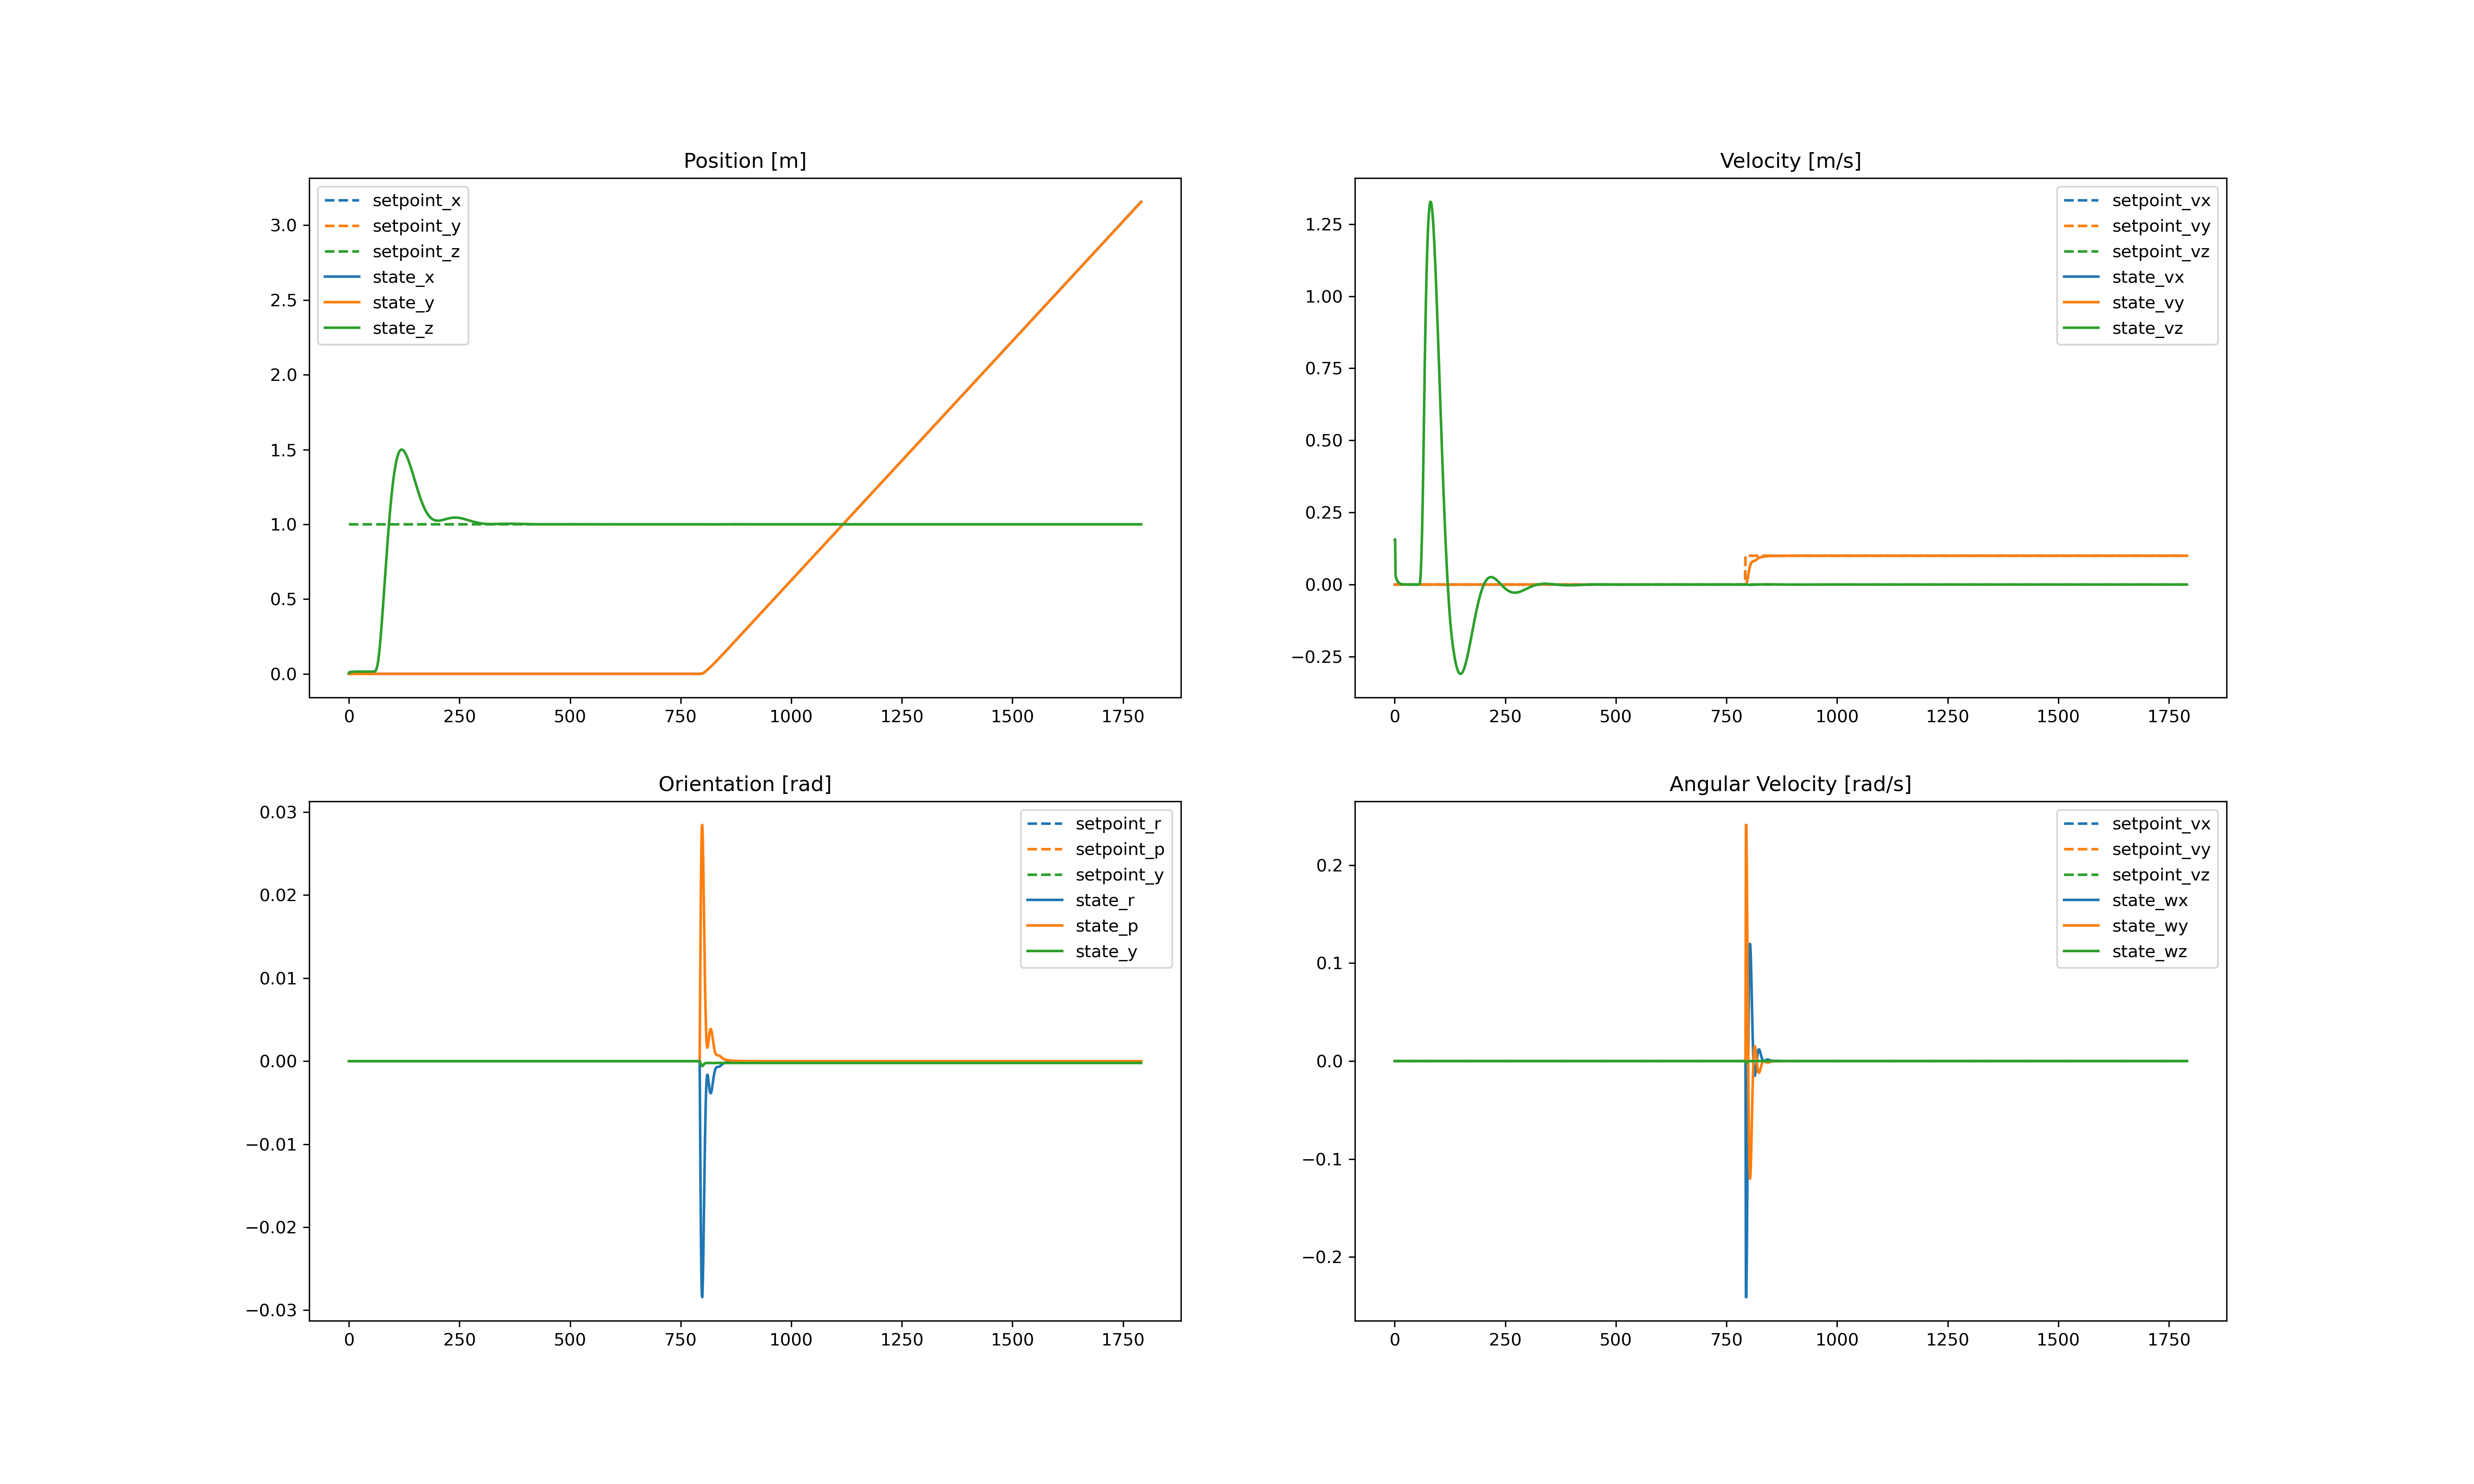 Position [m]
setpoint_x
setpoint_y
setpoint_z
state_x
state_y
state_z
3.0
2.5
2.0
1.5
1.0
0.5
0.0
0 250 500 750 1000 1250 1500 1750
Velocity [m/s]
setpoint_vx
setpoint_vy
setpoint_vz
state_vx
state_vy
state_vz
1.25
1.00
0.75
0.50
0.25
0.00
−0.25
0 250 500 750 1000 1250 1500 1750
Orientation [rad]
setpoint_r
setpoint_p
setpoint_y
state_r
state_p
state_y
0.03
0.02
0.01
0.00
−0.01
−0.02
−0.03
0 250 500 750 1000 1250 1500 1750
Angular Velocity [rad/s]
setpoint_vx
setpoint_vy
setpoint_vz
state_wx
state_wy
state_wz
0.2
0.1
0.0
−0.1
−0.2
0 250 500 750 1000 1250 1500 1750